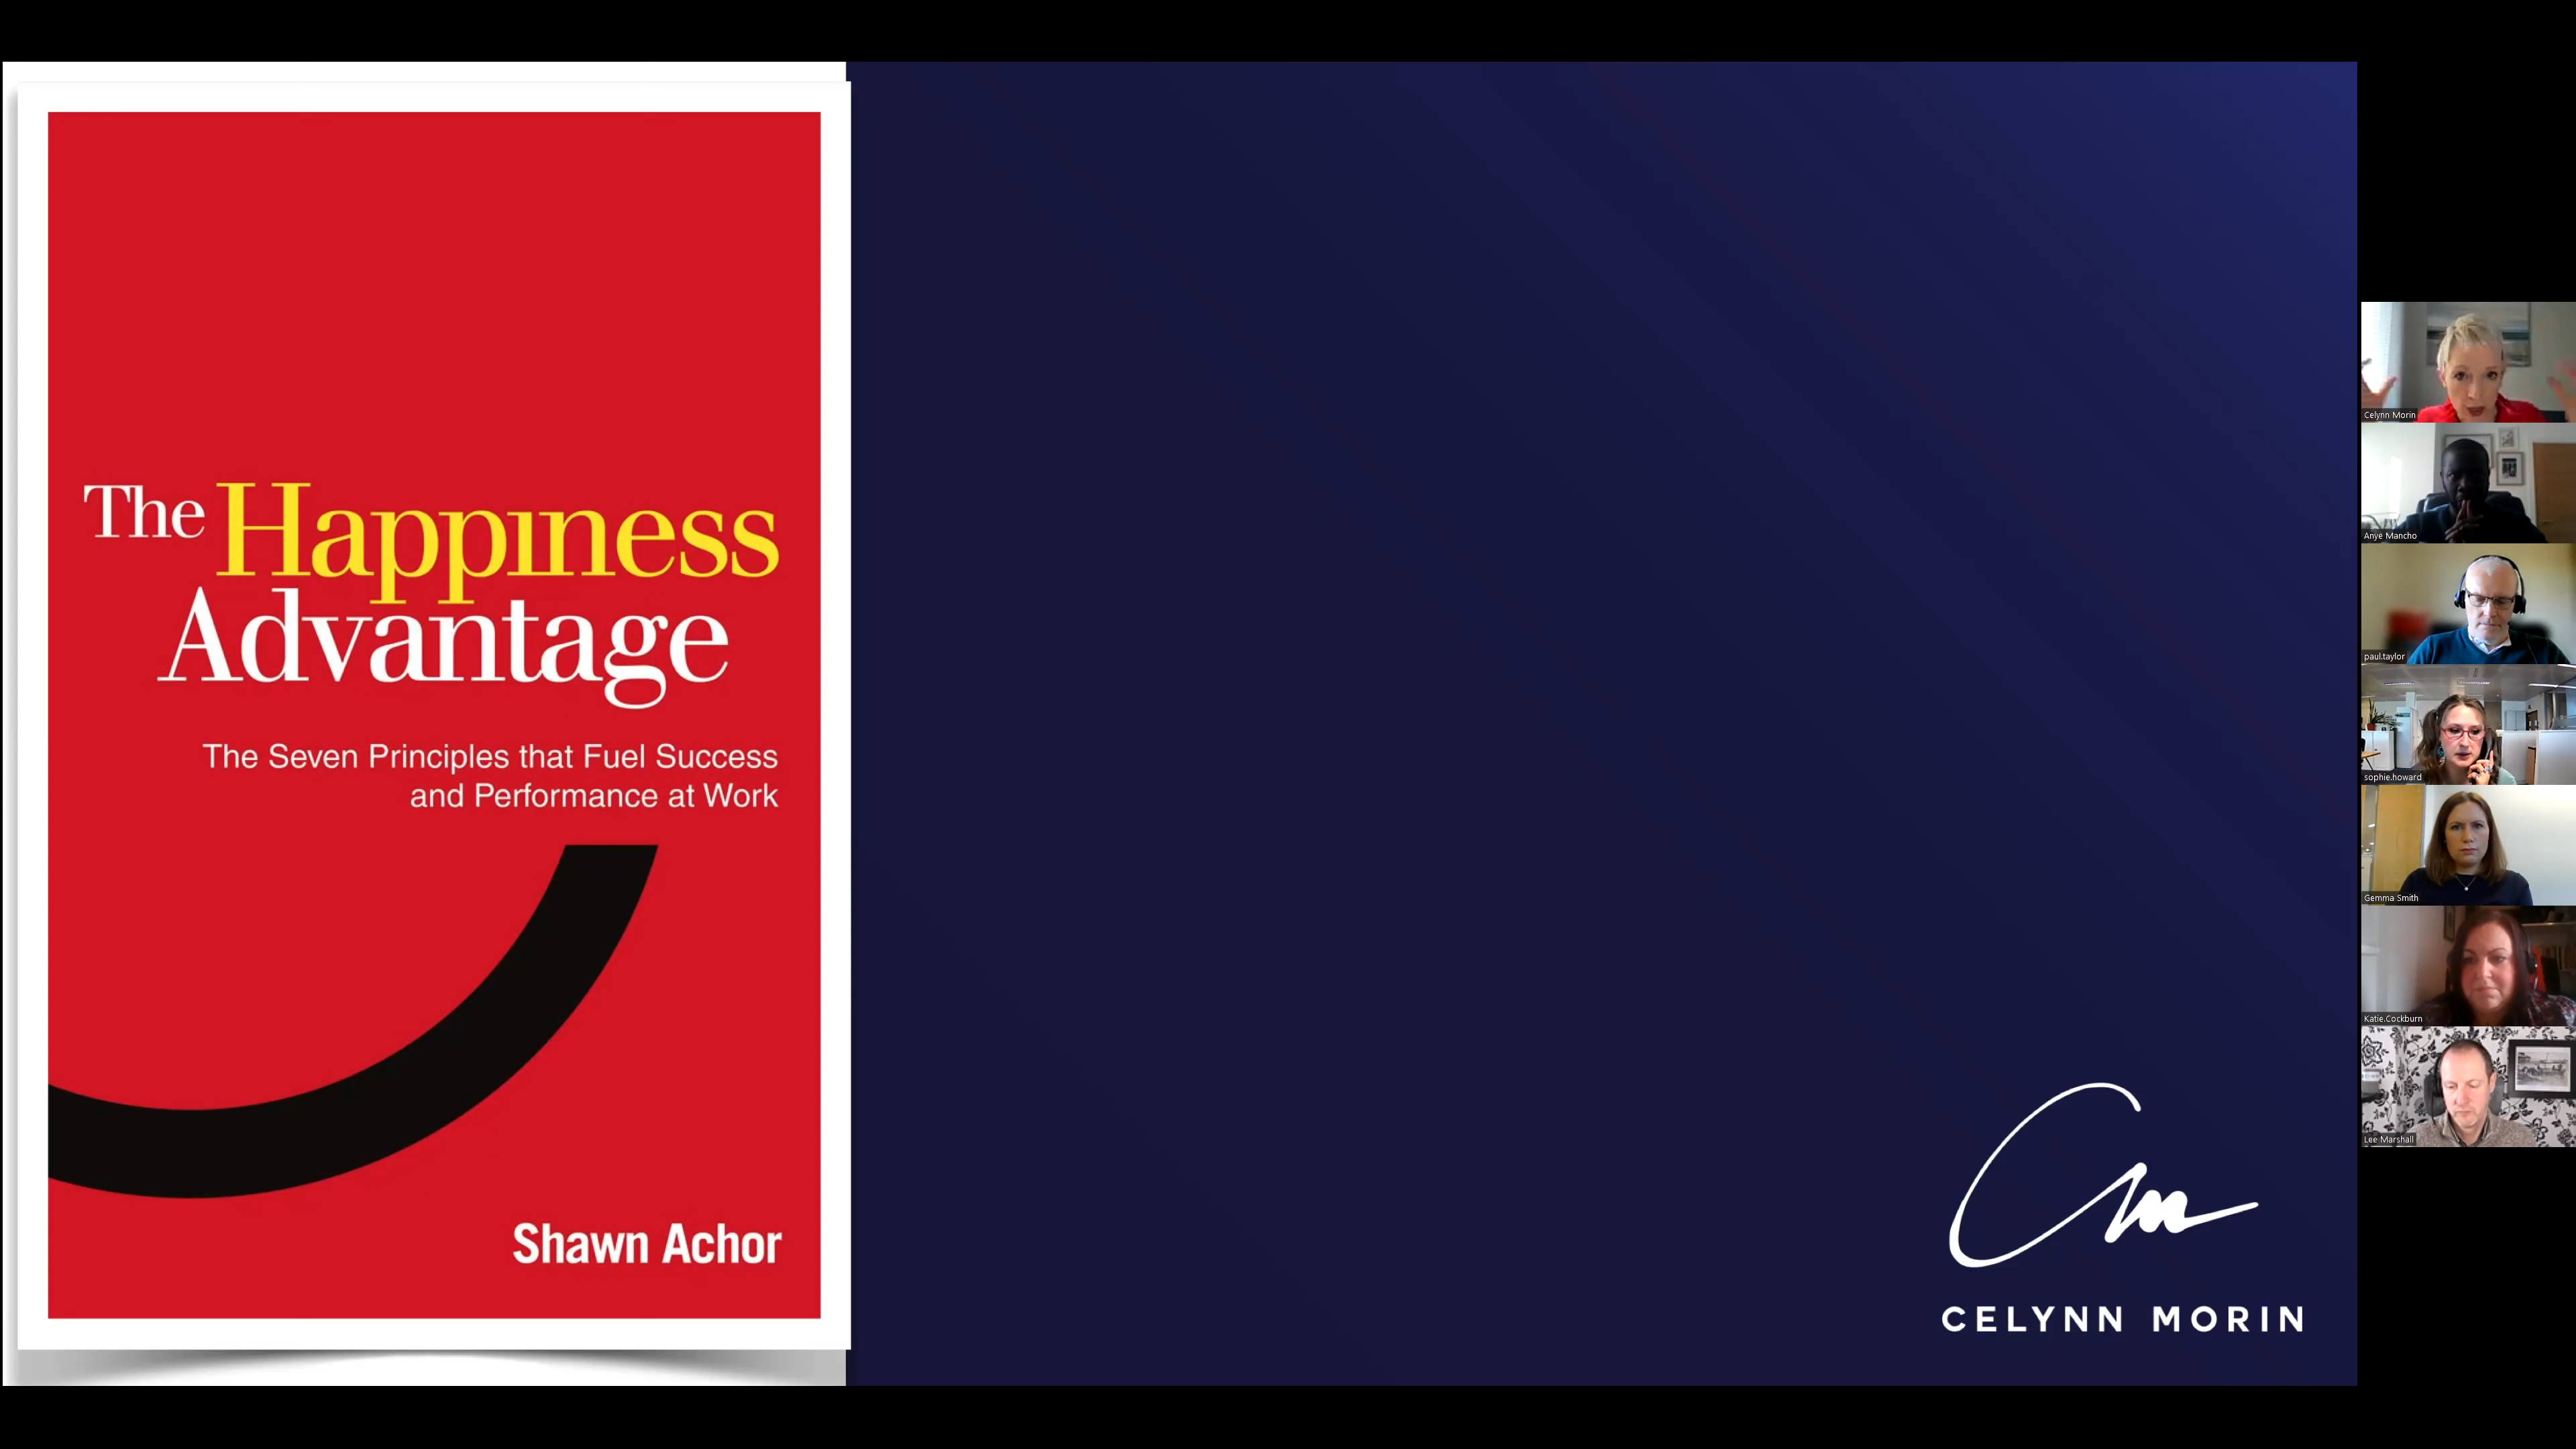 The Happiness
Advantage
The Seven Principles that Fuel Success
and Performance at Work
Shawn Achor
CELYNN MORIN
Celynn Morin
Anye Mancho
paul.taylor
sophie.howard
Gemma Smith
Katie.Cockburn
Lee Marshall